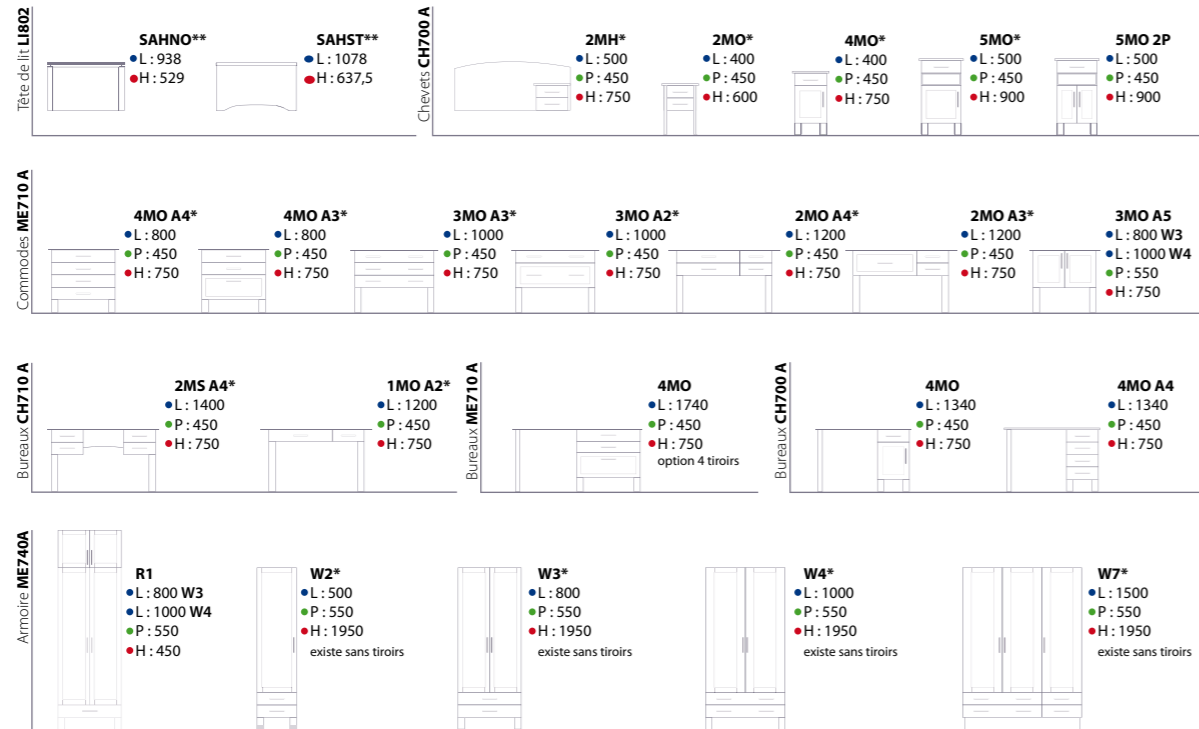 Tête de lit LI802
SAHNO**
L : 938
H : 529
SAHST**
L : 1078
H : 637,5
Chevets CH700 A
2MH*
L : 500
P : 450
H : 750
2MO*
L : 400
P : 450
H : 600
4MO*
L : 400
P : 450
H : 750
5MO*
L : 500
P : 450
H : 900
5MO 2P
L : 500
P : 450
H : 900
Commodes ME710 A
4MO A4*
L : 800
P : 450
H : 750
4MO A3*
L : 800
P : 450
H : 750
3MO A3*
L : 1000
P : 450
H : 750
3MO A2*
L : 1000
P : 450
H : 750
2MO A4*
L : 1200
P : 450
H : 750
2MO A3*
L : 1200
P : 450
H : 750
3MO A5
L : 800 W3
L : 1000 W4
P : 550
H : 750
Bureaux CH710 A
2MS A4*
L : 1400
P : 450
H : 750
1MO A2*
L : 1200
P : 450
H : 750
Bureaux ME710 A
4MO
L : 1740
P : 450
H : 750
option 4 tiroirs
Bureaux CH700 A
4MO
L : 1340
P : 450
H : 750
4MO A4
L : 1340
P : 450
H : 750
Armoire ME740A
R1
L : 800 W3
L : 1000 W4
P : 550
H : 450
W2*
L : 500
P : 550
H : 1950
existe sans tiroirs
W3*
L : 800
P : 550
H : 1950
existe sans tiroirs
W4*
L : 1000
P : 550
H : 1950
existe sans tiroirs
W7*
L : 1500
P : 550
H : 1950
existe sans tiroirs